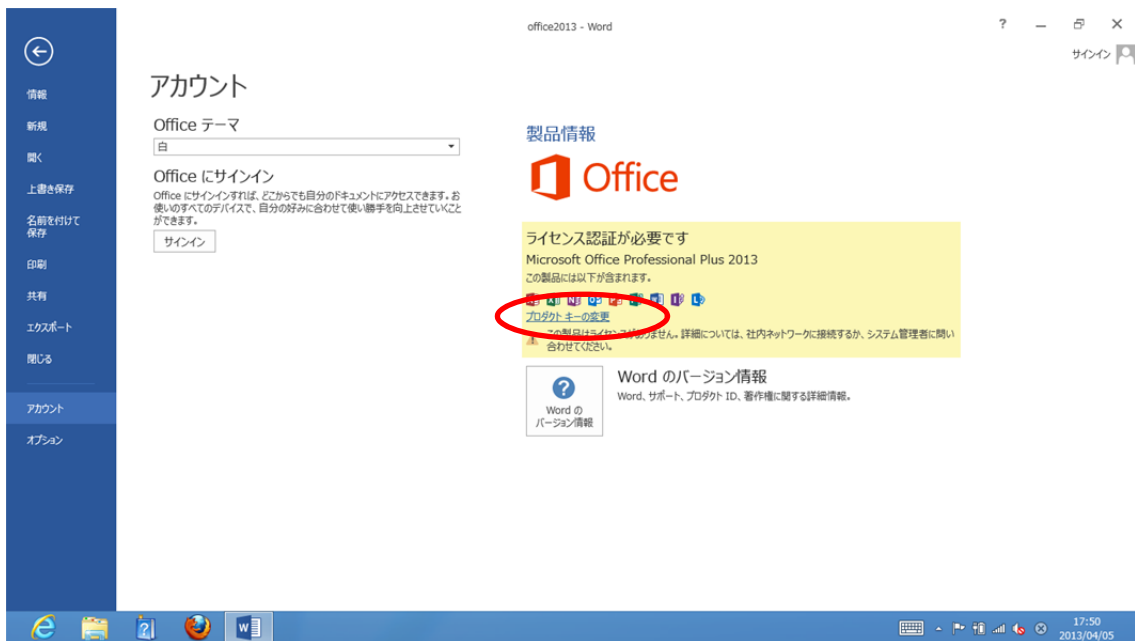 office2013 - Word
?
サインイン
情報
新規
開く
上書き保存
名前を付けて
保存
印刷
共有
エクスポート
閉じる
アカウント
オプション
アカウント
Office テーマ
白
Office にサインイン
Office にサインインすれば、どこからでも自分のドキュメントにアクセスできます。お
使いのすべてのデバイスで、自分の好みに合わせて使い勝手を向上させていくこと
ができます。
サインイン
製品情報
Office
ライセンス認証が必要です
Microsoft Office Professional Plus 2013
この製品には以下が含まれます。
プロダクト キーの変更
この製品はライセンスがありません。詳細については、社内ネットワークに接続するか、システム管理者に問い
合わせてください。
Word の
バージョン情報
Word のバージョン情報
Word、サポート、プロダクト ID、著作権に関する詳細情報。
17:50
2013/04/05